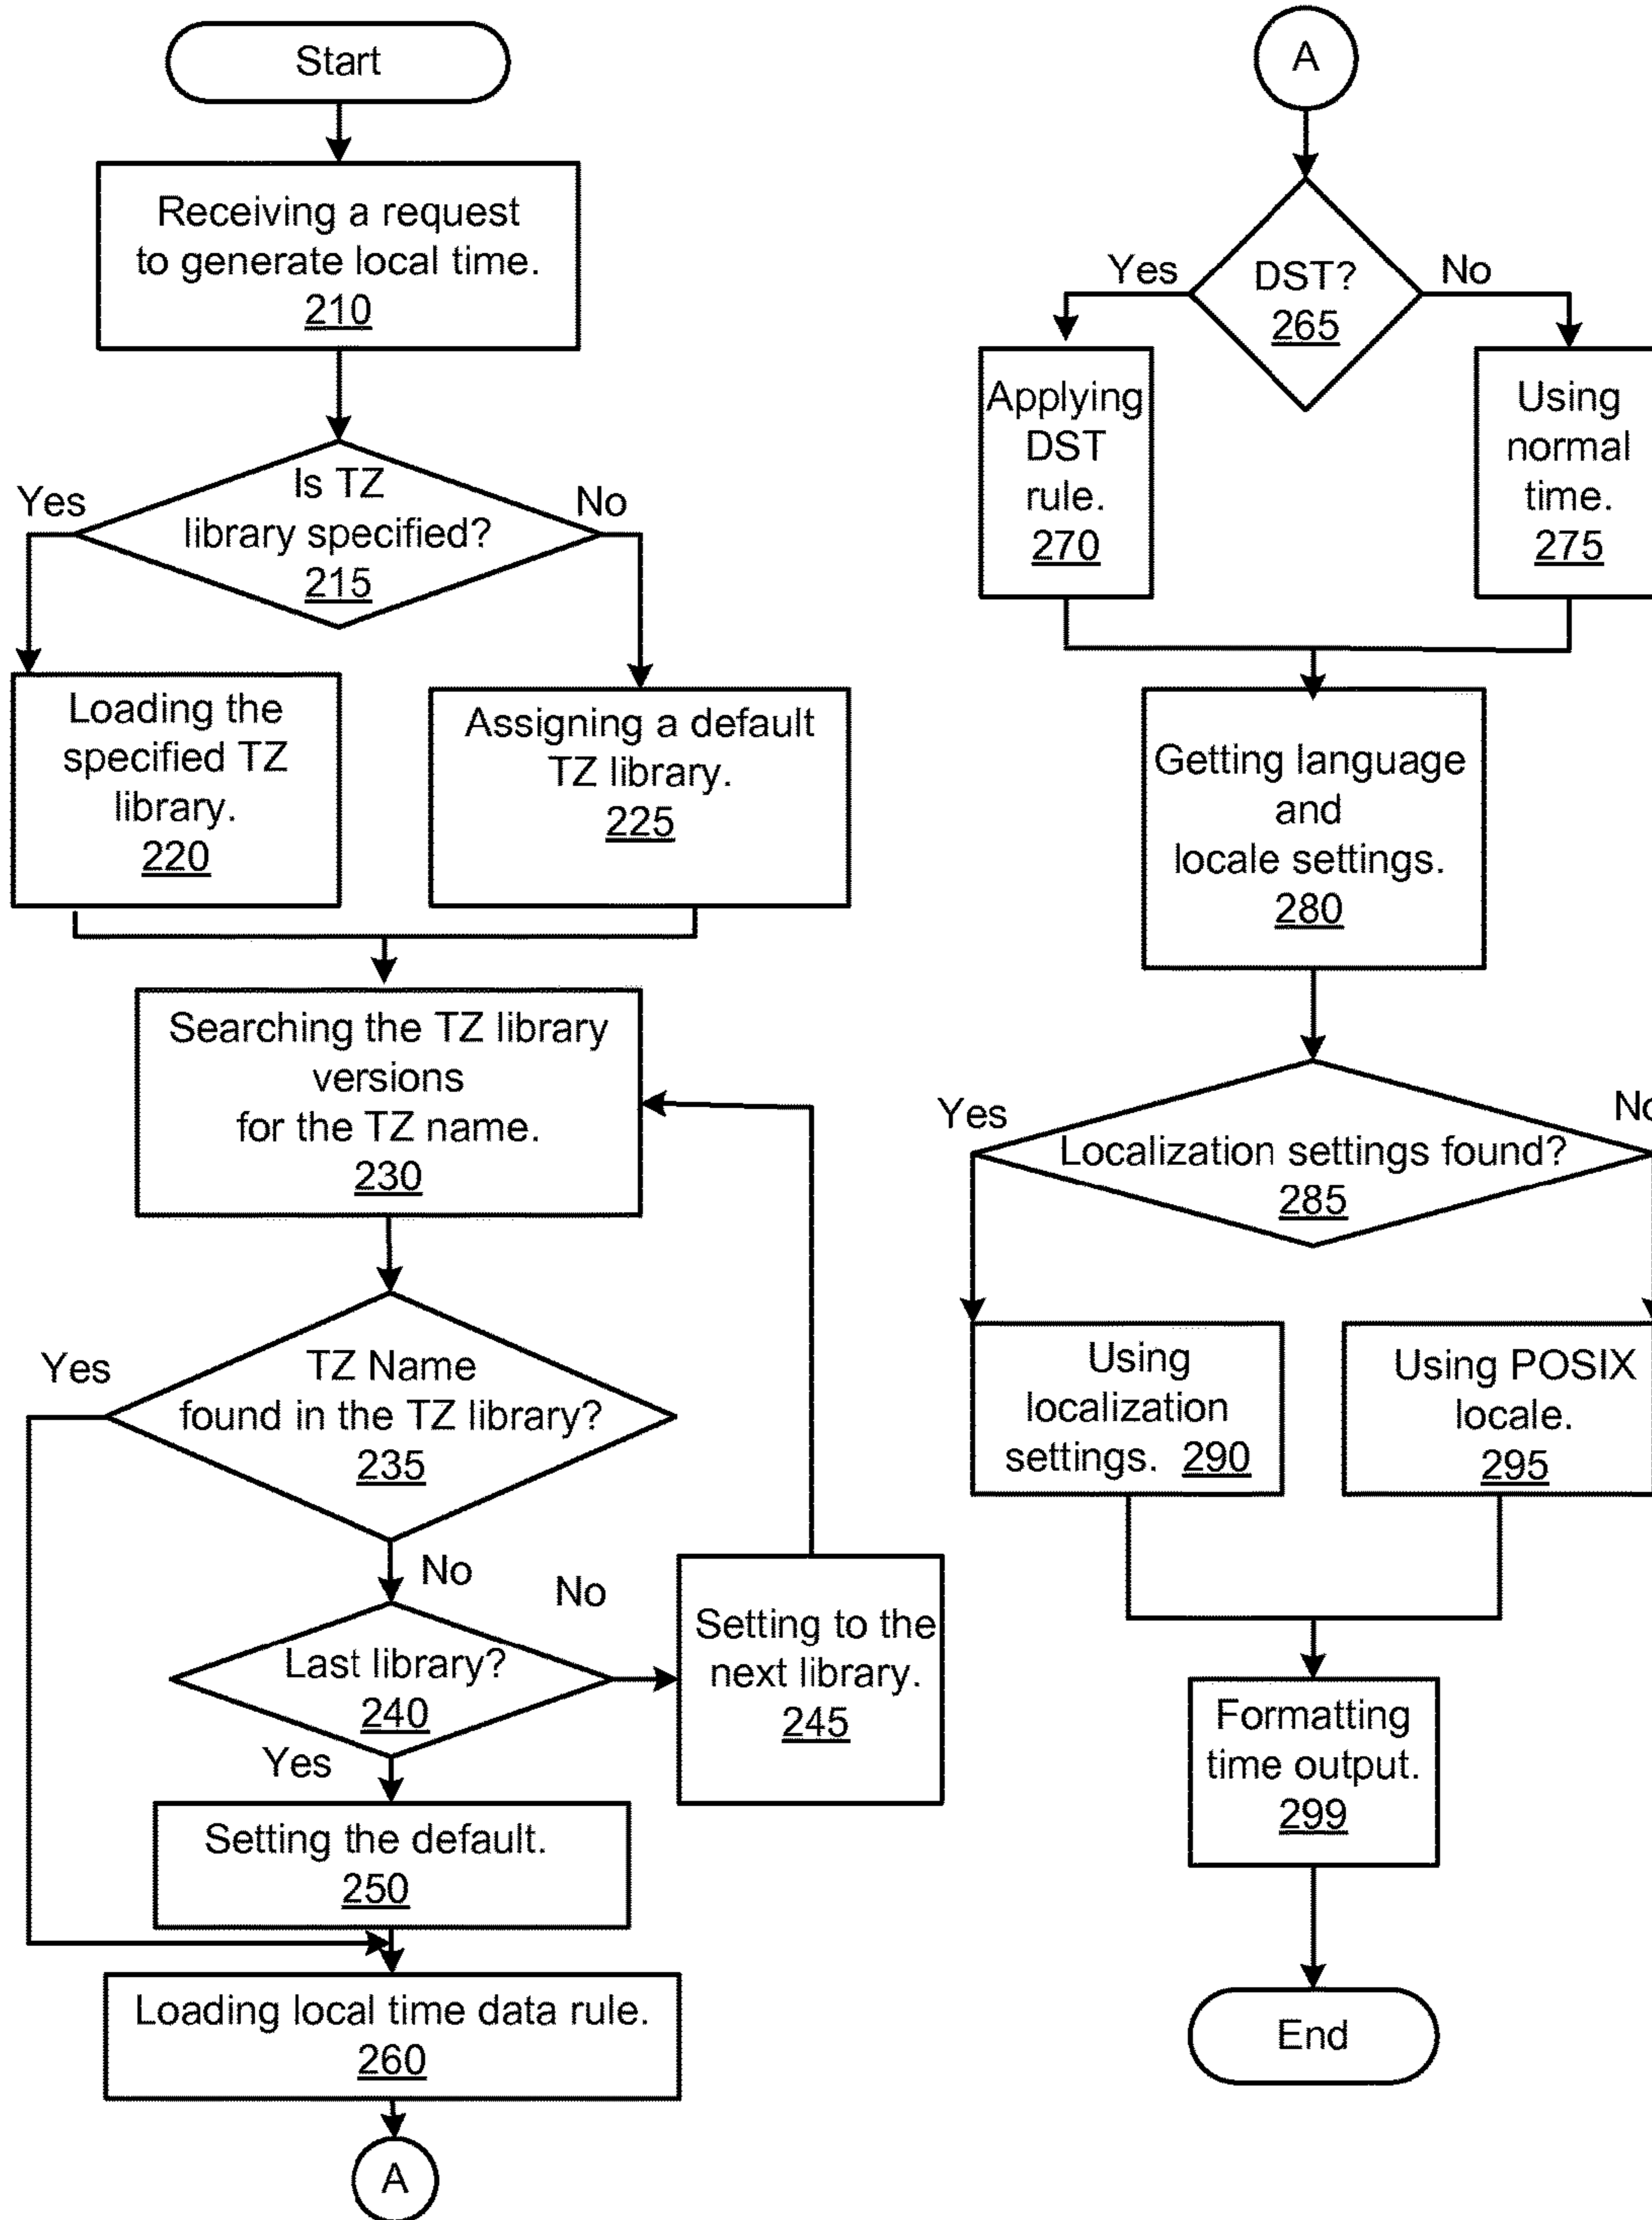 Start
Receiving a request
to generate local time.
210
Is TZ
library specified?
215
Yes
No
Loading the
specified TZ
library.
220
Assigning a default
TZ library.
225
Searching the TZ library
versions
for the TZ name.
230
TZ Name
found in the TZ library?
235
Yes
No
No
Last library?
240
Setting to the
next library.
245
Yes
Setting the default.
250
Loading local time data rule.
260
A
A
DST?
265
Yes
No
Applying
DST
rule.
270
Using
normal
time.
275
Getting language
and
locale settings.
280
Yes
No
Localization settings found?
285
Using
localization
settings. 290
Using POSIX
locale.
295
Formatting
time output.
299
End